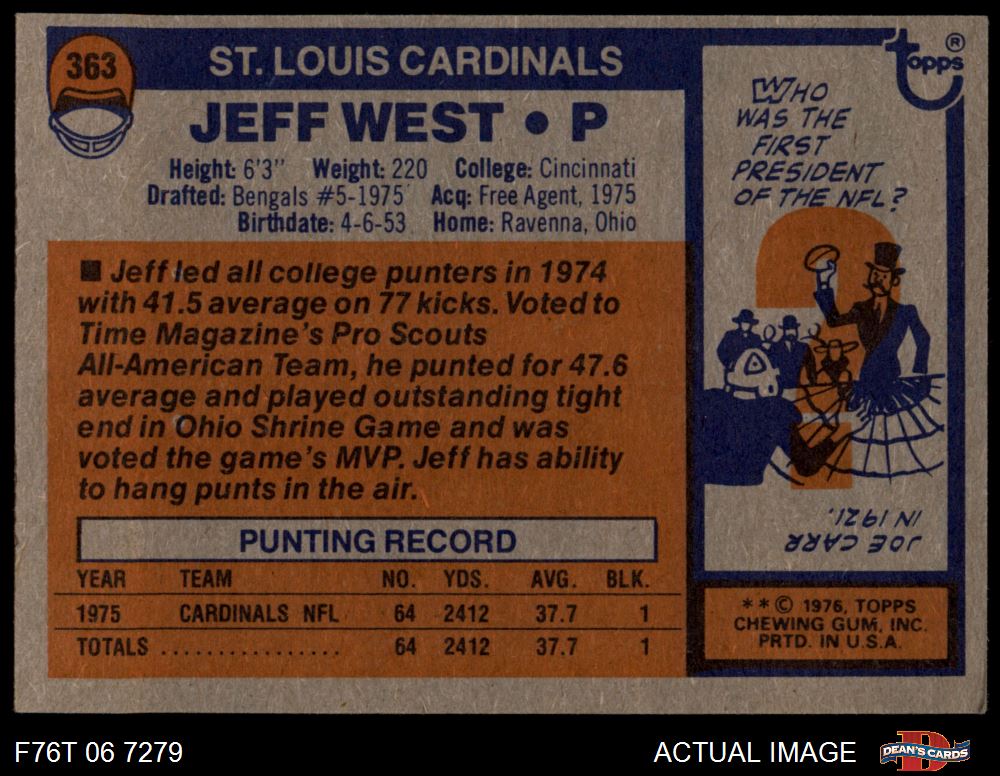 363
ST. LOUIS CARDINALS
JEFF WEST • P
Height: 6'3" Weight: 220 College: Cincinnati
Drafted: Bengals #5-1975 Acq: Free Agent, 1975
Birthdate: 4-6-53 Home: Ravenna, Ohio
■ Jeff led all college punters in 1974
with 41.5 average on 77 kicks. Voted to
Time Magazine's Pro Scouts
All-American Team, he punted for 47.6
average and played outstanding tight
end in Ohio Shrine Game and was
voted the game's MVP. Jeff has ability
to hang punts in the air.
PUNTING RECORD
YEAR TEAM NO. YDS. AVG. BLK.
1975 CARDINALS NFL 64 2412 37.7 1
TOTALS ................ 64 2412 37.7 1
topps ®
WHO
WAS THE
FIRST
PRESIDENT
OF THE NFL?
JOE CARR
IN 1921.
**© 1976, TOPPS
CHEWING GUM, INC.
PRTD. IN U.S.A.
F76T 06 7279
ACTUAL IMAGE
D
DEAN'S CARDS